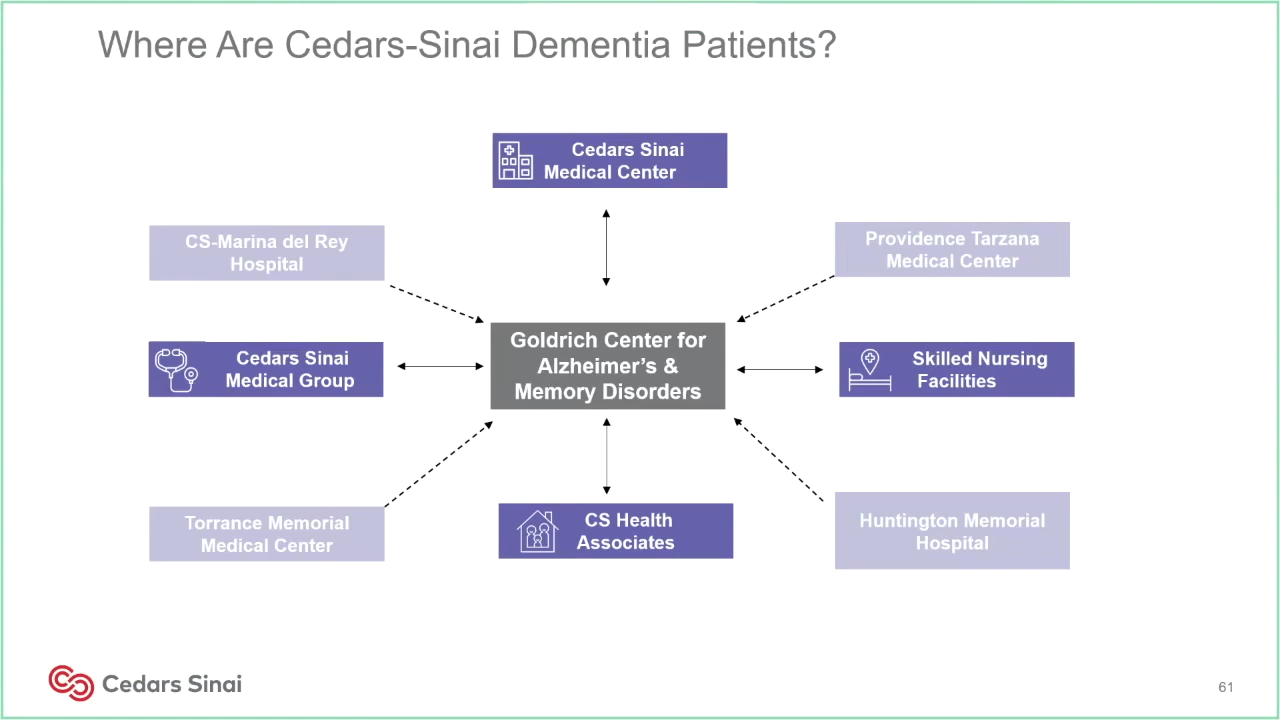 Where Are Cedars-Sinai Dementia Patients?
Cedars Sinai
Medical Center
CS-Marina del Rey
Hospital
Providence Tarzana
Medical Center
Goldrich Center for
Alzheimer’s &
Memory Disorders
Cedars Sinai
Medical Group
Skilled Nursing
Facilities
Torrance Memorial
Medical Center
CS Health
Associates
Huntington Memorial
Hospital
Cedars Sinai
61